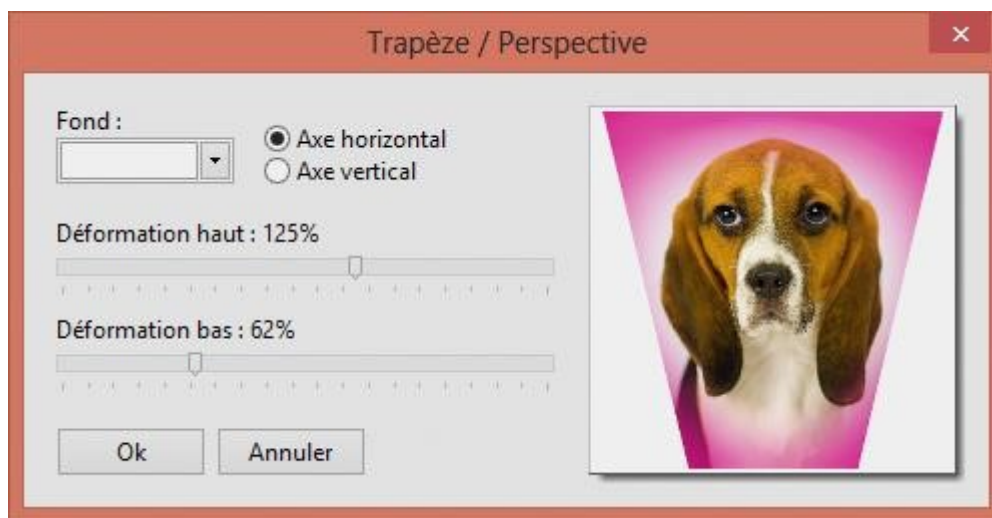 Trapèze / Perspective
Fond :
Axe horizontal
Axe vertical
Déformation haut : 125%
Déformation bas : 62%
Ok
Annuler